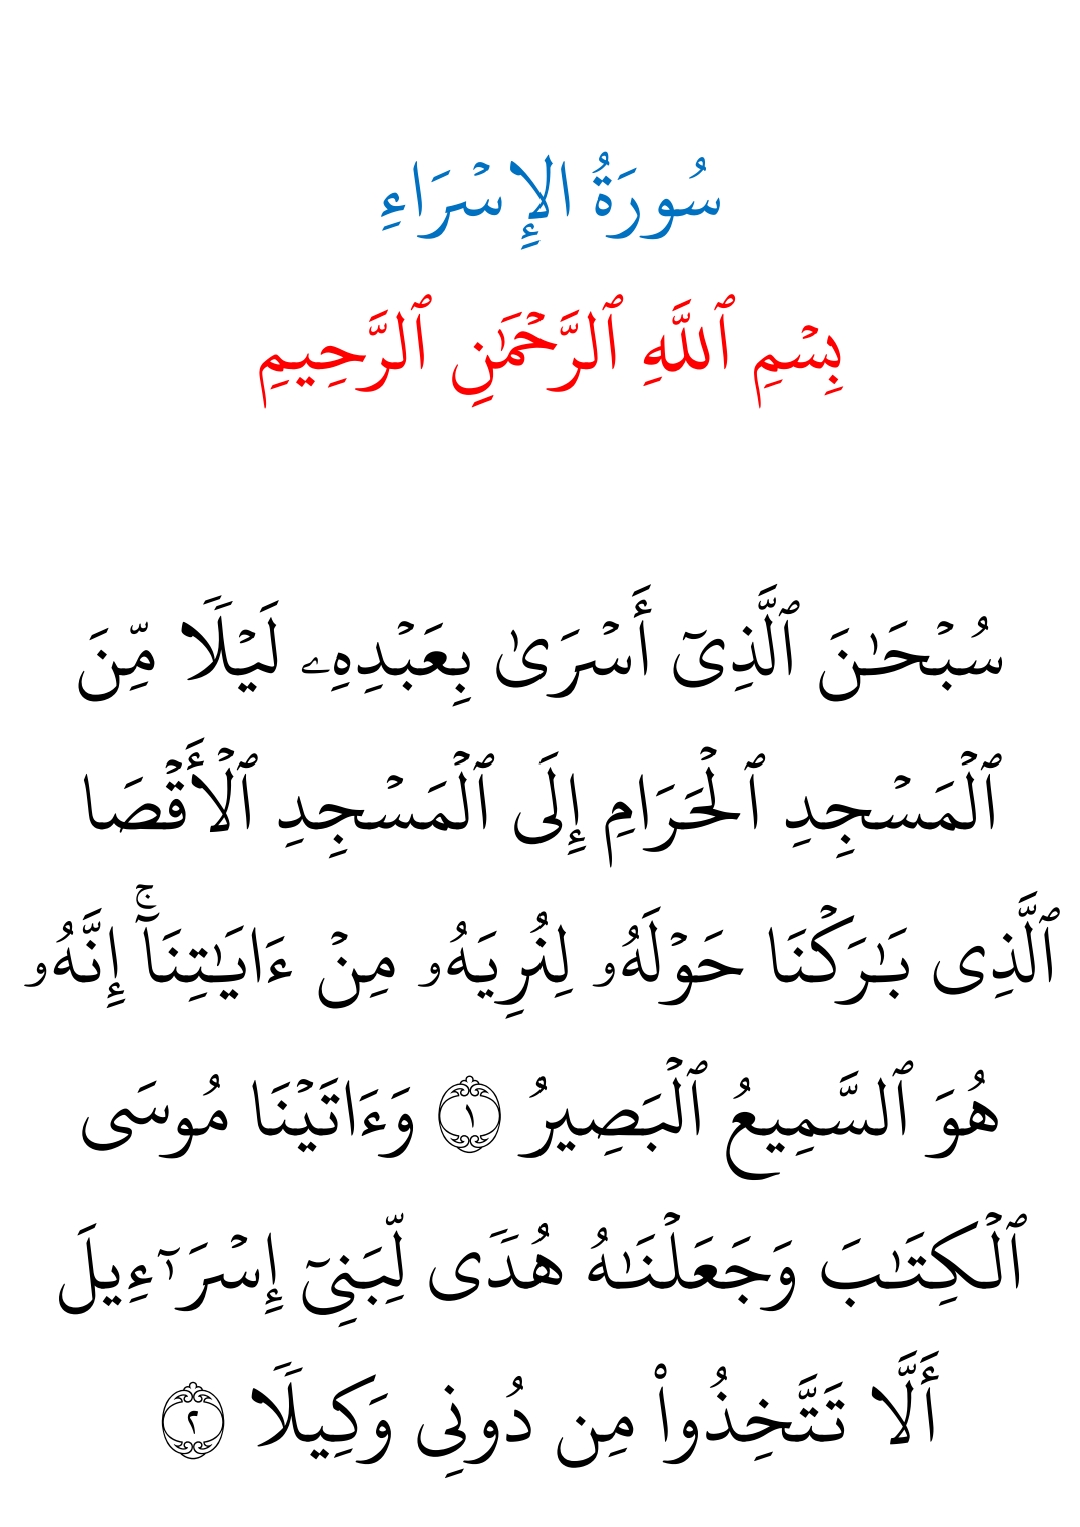 سُورَةُ الإِسْرَاءِ
بِسۡمِ ٱللَّهِ ٱلرَّحۡمَٰنِ ٱلرَّحِيمِ
سُبۡحَٰنَ ٱلَّذِيٓ أَسۡرَىٰ بِعَبۡدِهِۦ لَيۡلٗا مِّنَ
ٱلۡمَسۡجِدِ ٱلۡحَرَامِ إِلَى ٱلۡمَسۡجِدِ ٱلۡأَقۡصَا
ٱلَّذِى بَٰرَكۡنَا حَوۡلَهُۥ لِنُرِيَهُۥ مِنۡ ءَايَٰتِنَآۚ إِنَّهُۥ
هُوَ ٱلسَّمِيعُ ٱلۡبَصِيرُ ١ وَءَاتَيۡنَا مُوسَى
ٱلۡكِتَٰبَ وَجَعَلۡنَٰهُ هُدٗى لِّبَنِىٓ إِسۡرَٰٓءِيلَ
أَلَّا تَتَّخِذُواْ مِن دُونِى وَكِيلٗا ٢